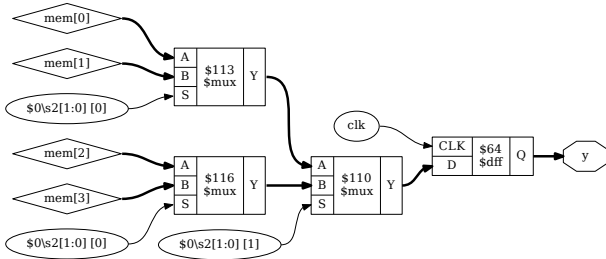 mem[0]
mem[1]
$0\s2[1:0] [0]
A
B
S
$113
$mux
Y
mem[2]
mem[3]
$0\s2[1:0] [0]
A
B
S
$116
$mux
Y
$0\s2[1:0] [1]
A
B
S
$110
$mux
Y
clk
CLK
D
$64
$dff
Q
y